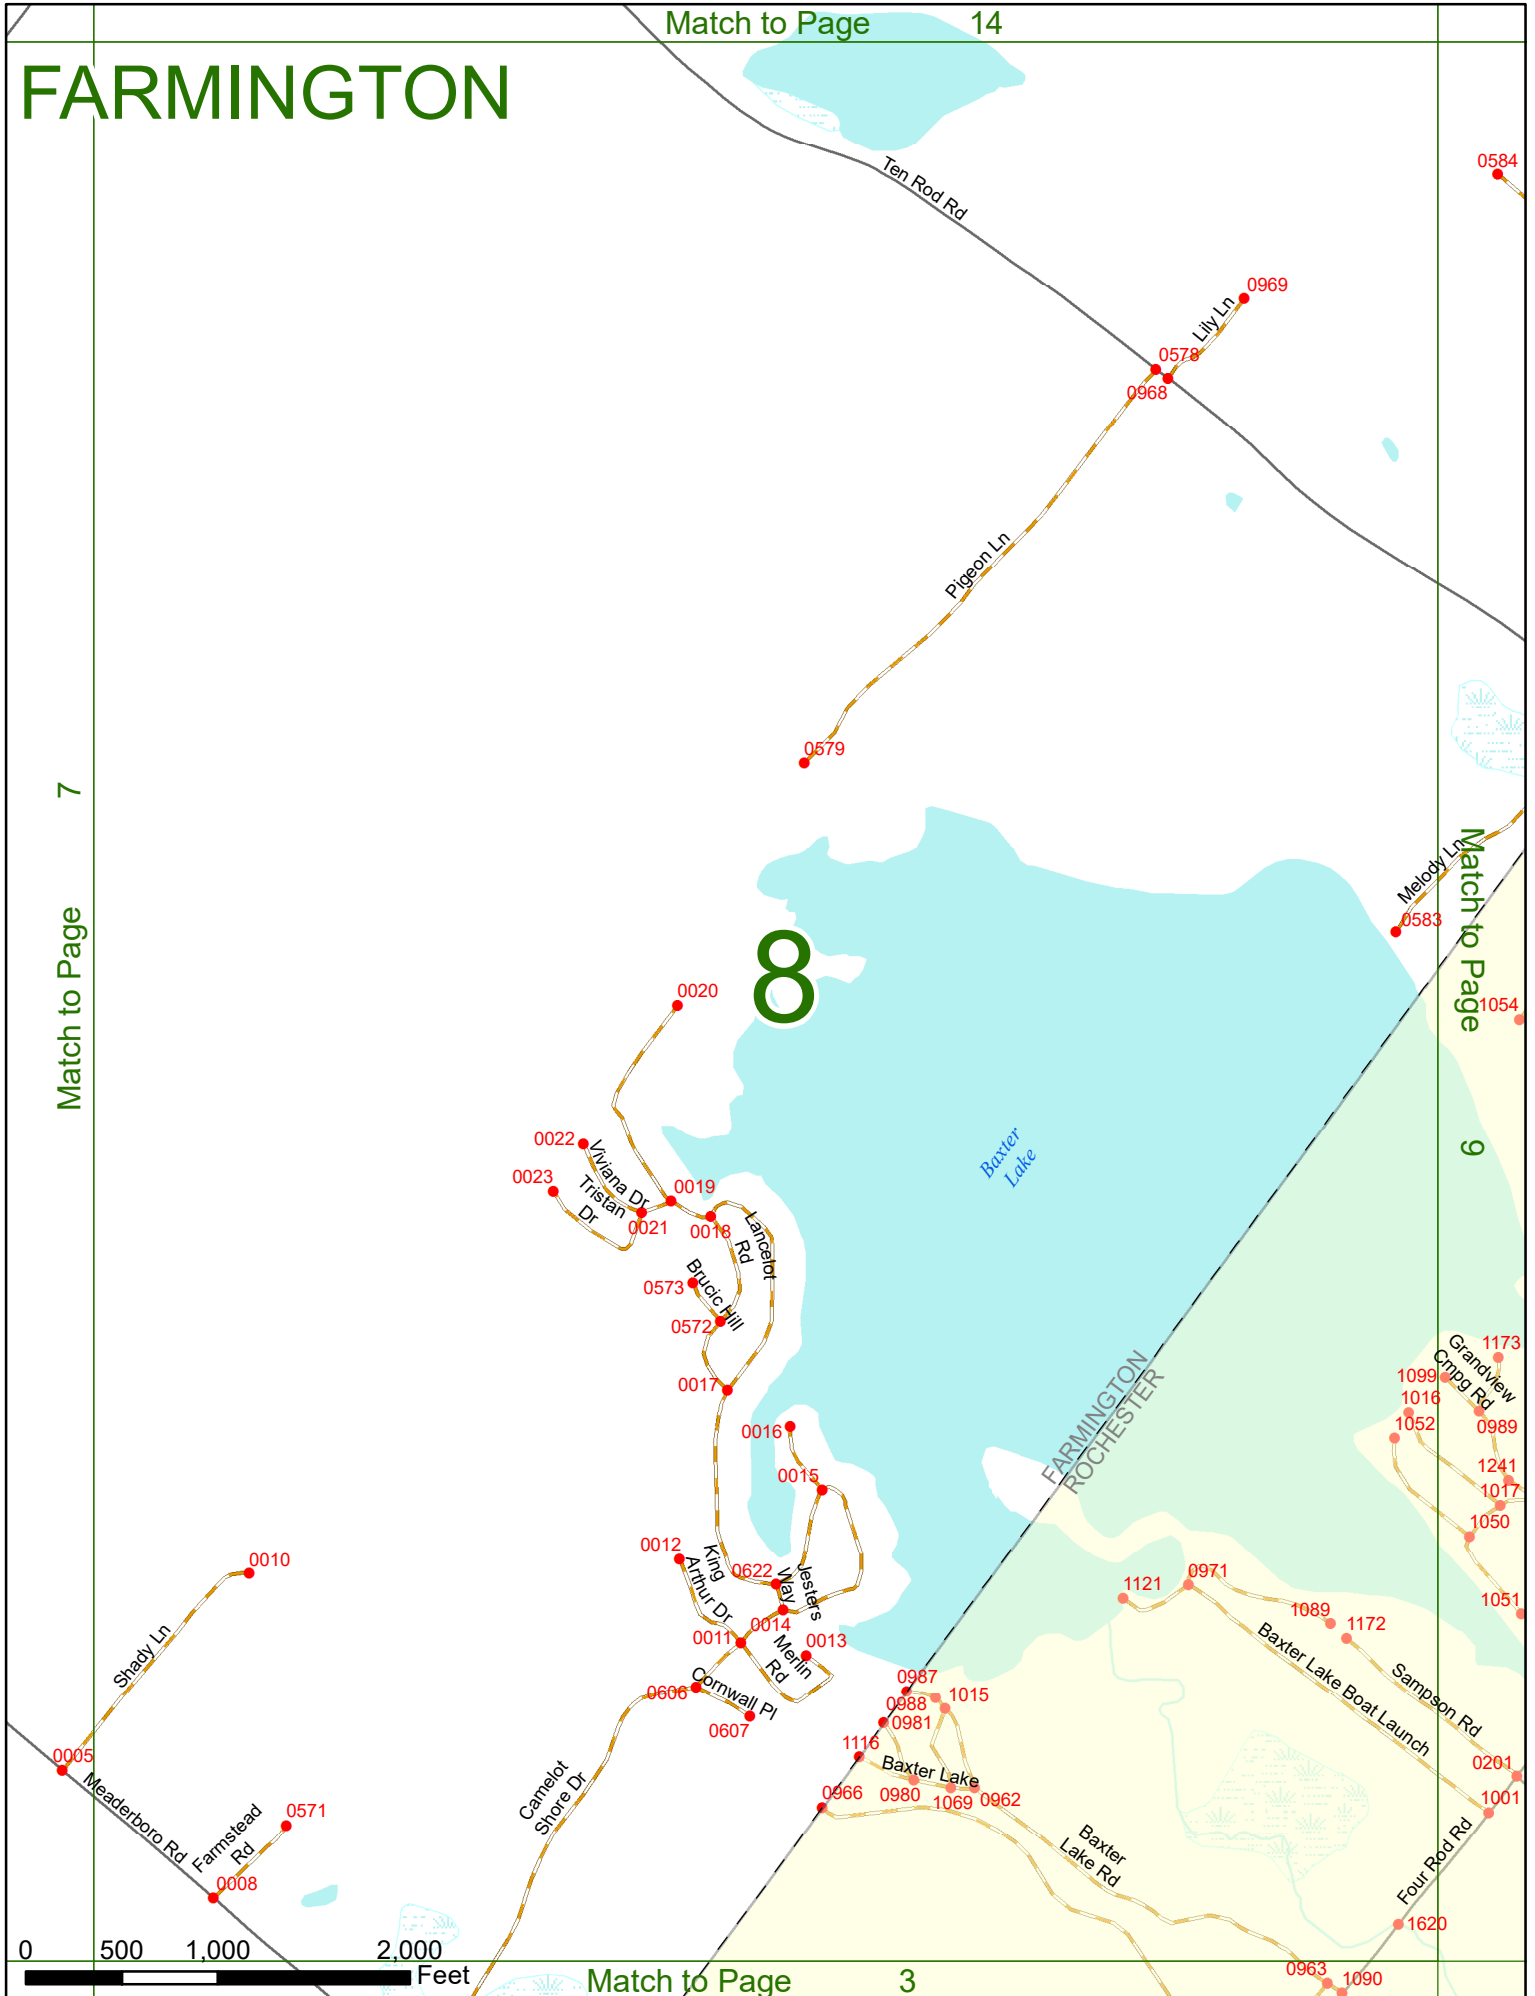 Match to Page 14
FARMINGTON
Ten Rod Rd
0584
0969
Lily Ln
0578
0968
Pigeon Ln
0579
7
Match to Page
Melody Ln
0583
Match to Page
9
8
0020
1054
Baxter
Lake
0022
Viviana Dr
0023
Tristan
Dr
0019
0021
0018
Lancelot
Rd
Brucic Hill
0573
0572
0017
FARMINGTON
ROCHESTER
1173
Grandview
Cmpg Rd
1099
1016
1052
0989
1241
1017
1050
1051
0016
0015
0012
King
Arthur Dr
0622
Jesters
Way
0014
0011
0013
Merlin
Rd
0010
Shady Ln
0971
1121
1089
1172
Baxter Lake Boat Launch
Sampson Rd
Cornwall Pl
0606
0607
0987
0988
1015
0981
1116
Baxter Lake
0980
1069
0962
0966
0005
Meaderboro Rd
Farmstead
Rd
0571
0008
Camelot
Shore Dr
Baxter
Lake Rd
0201
1001
Four Rod Rd
1620
0963
1090
0 500 1,000 2,000
Feet
Match to Page 3